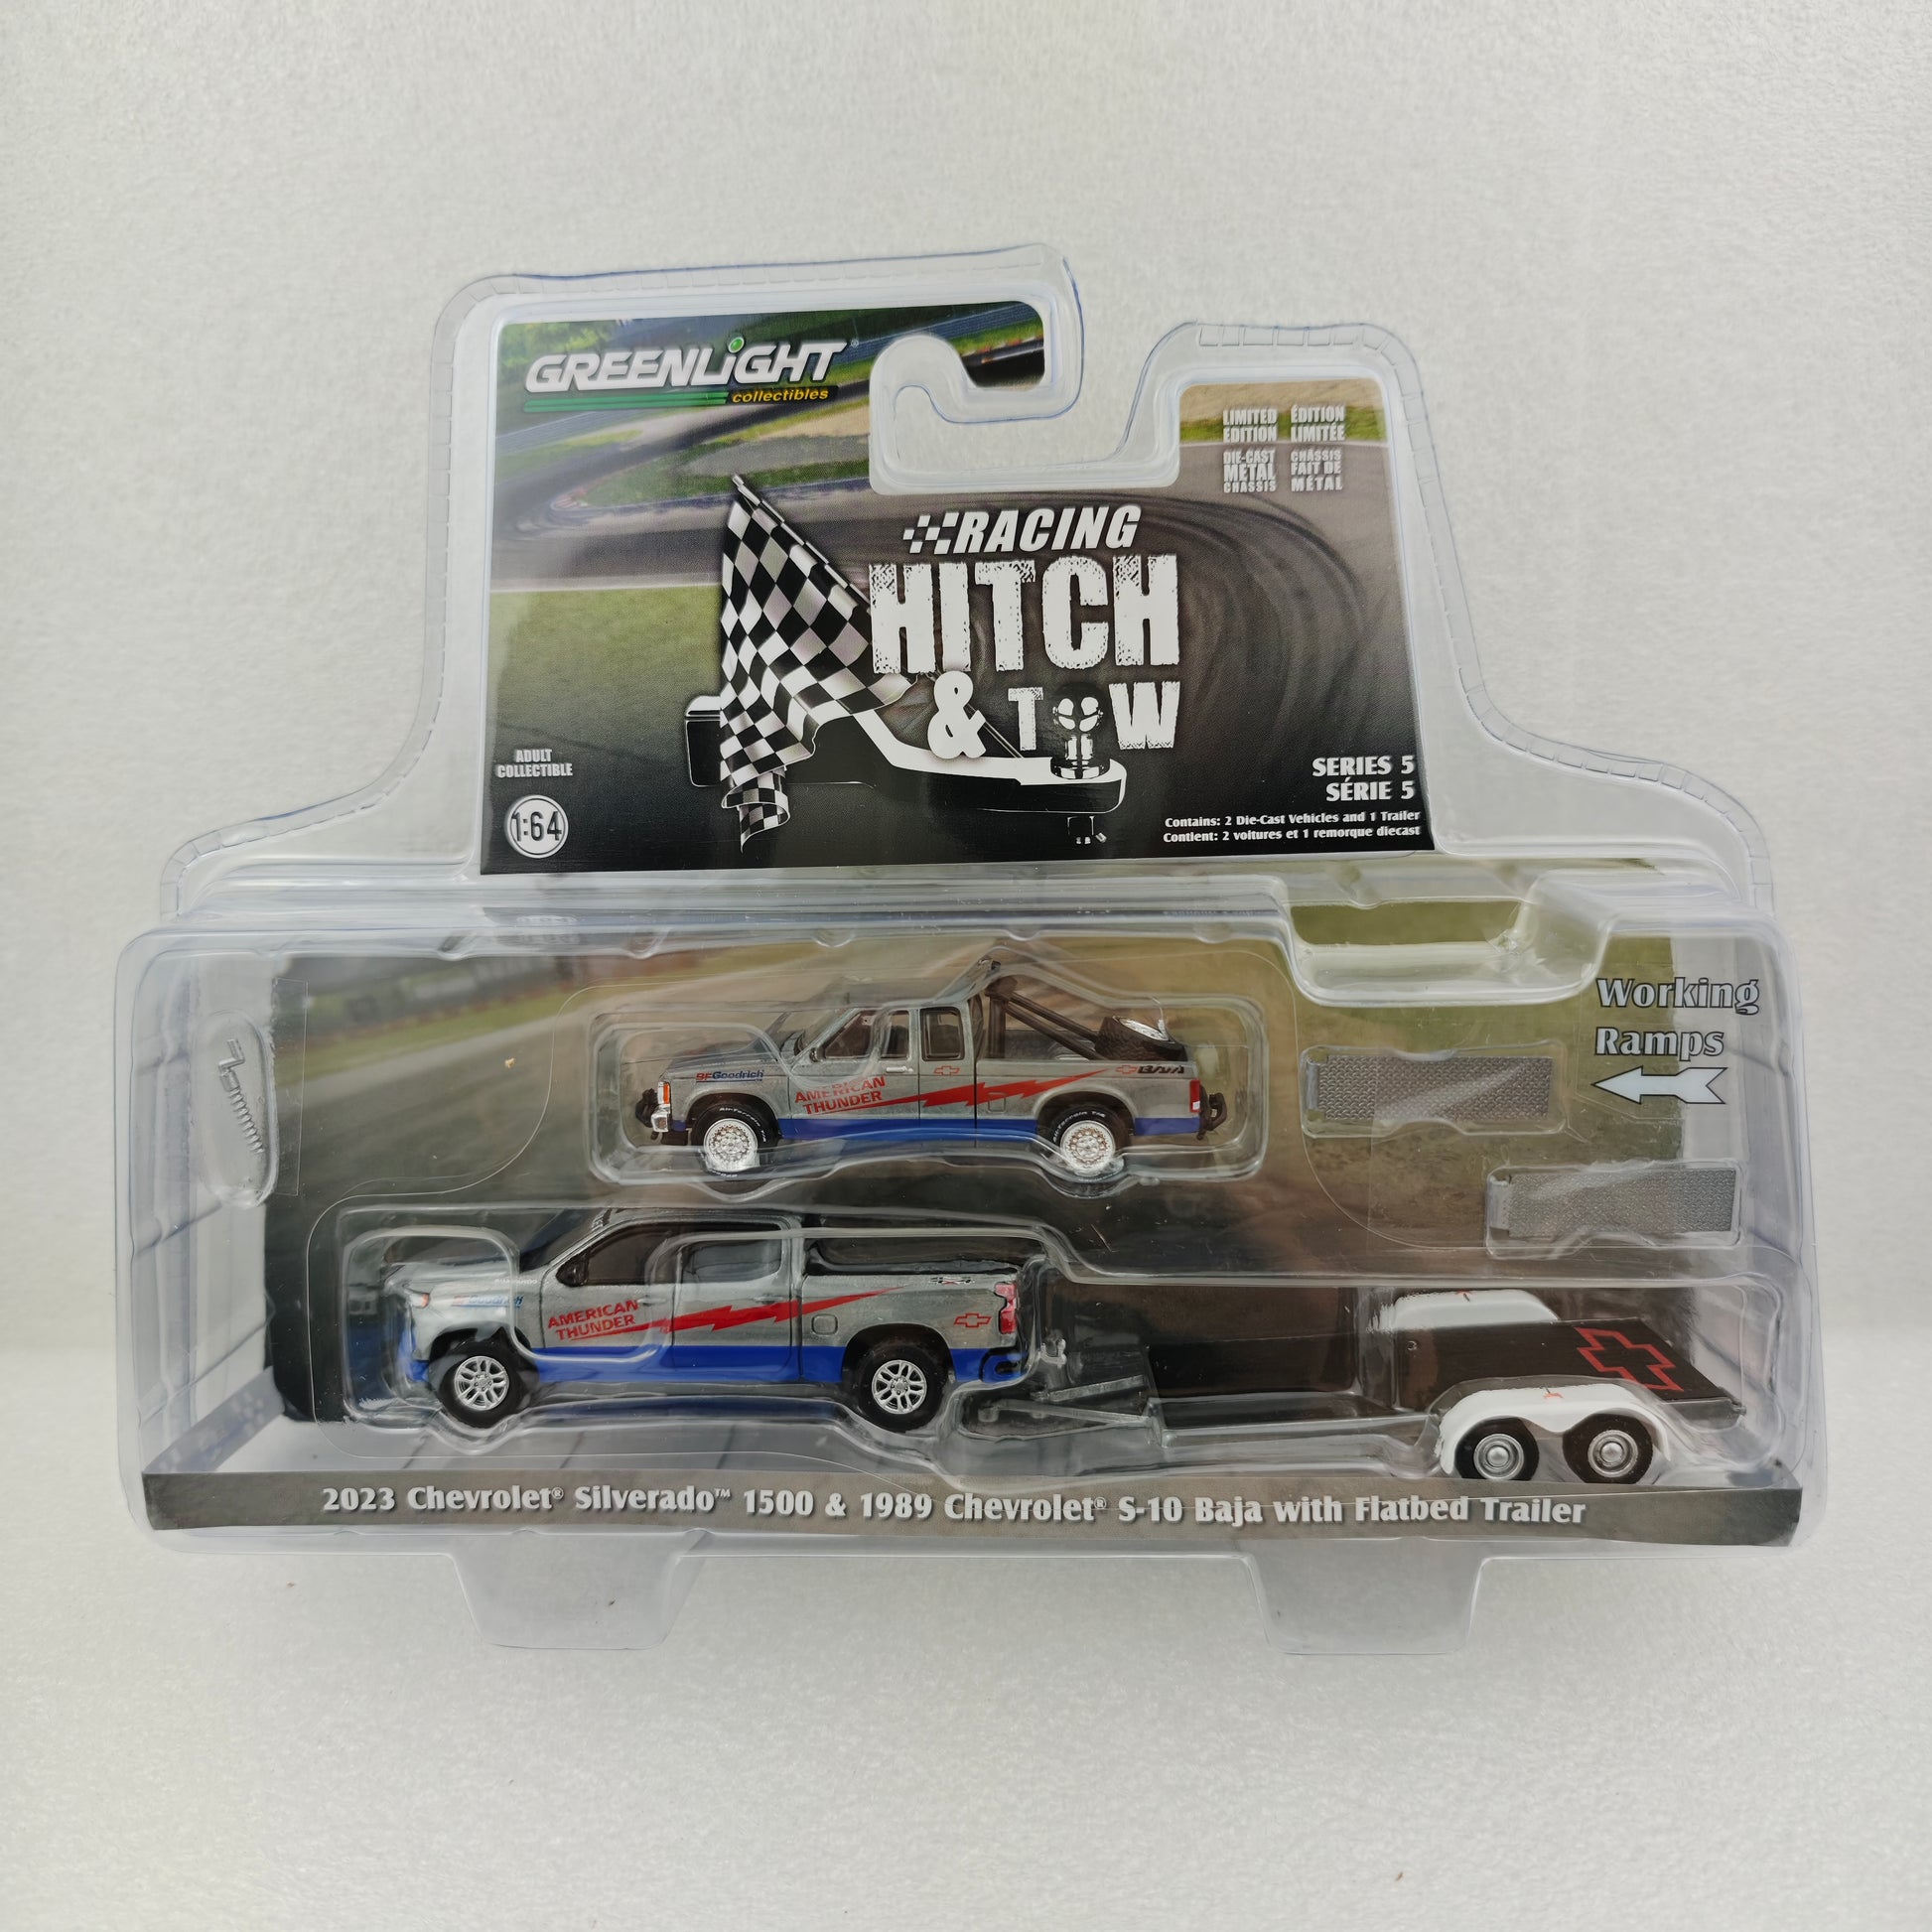 GREENLiGHT®
collectibles
LIMITED EDITION
ÉDITION LIMITÉE
DIE-CAST METAL CHASSIS
CHÂSSIS FAIT DE MÉTAL
RACING
HITCH
& TOW
ADULT
COLLECTIBLE
1:64
SERIES 5
SÉRIE 5
Contains: 2 Die-Cast Vehicles and 1 Trailer
Contient: 2 voitures et 1 remorque diecast
Working
Ramps
BFGoodrich
AMERICAN
THUNDER
BAJA
BFGoodrich
AMERICAN
THUNDER
2023 Chevrolet® Silverado™ 1500 & 1989 Chevrolet® S-10 Baja with Flatbed Trailer